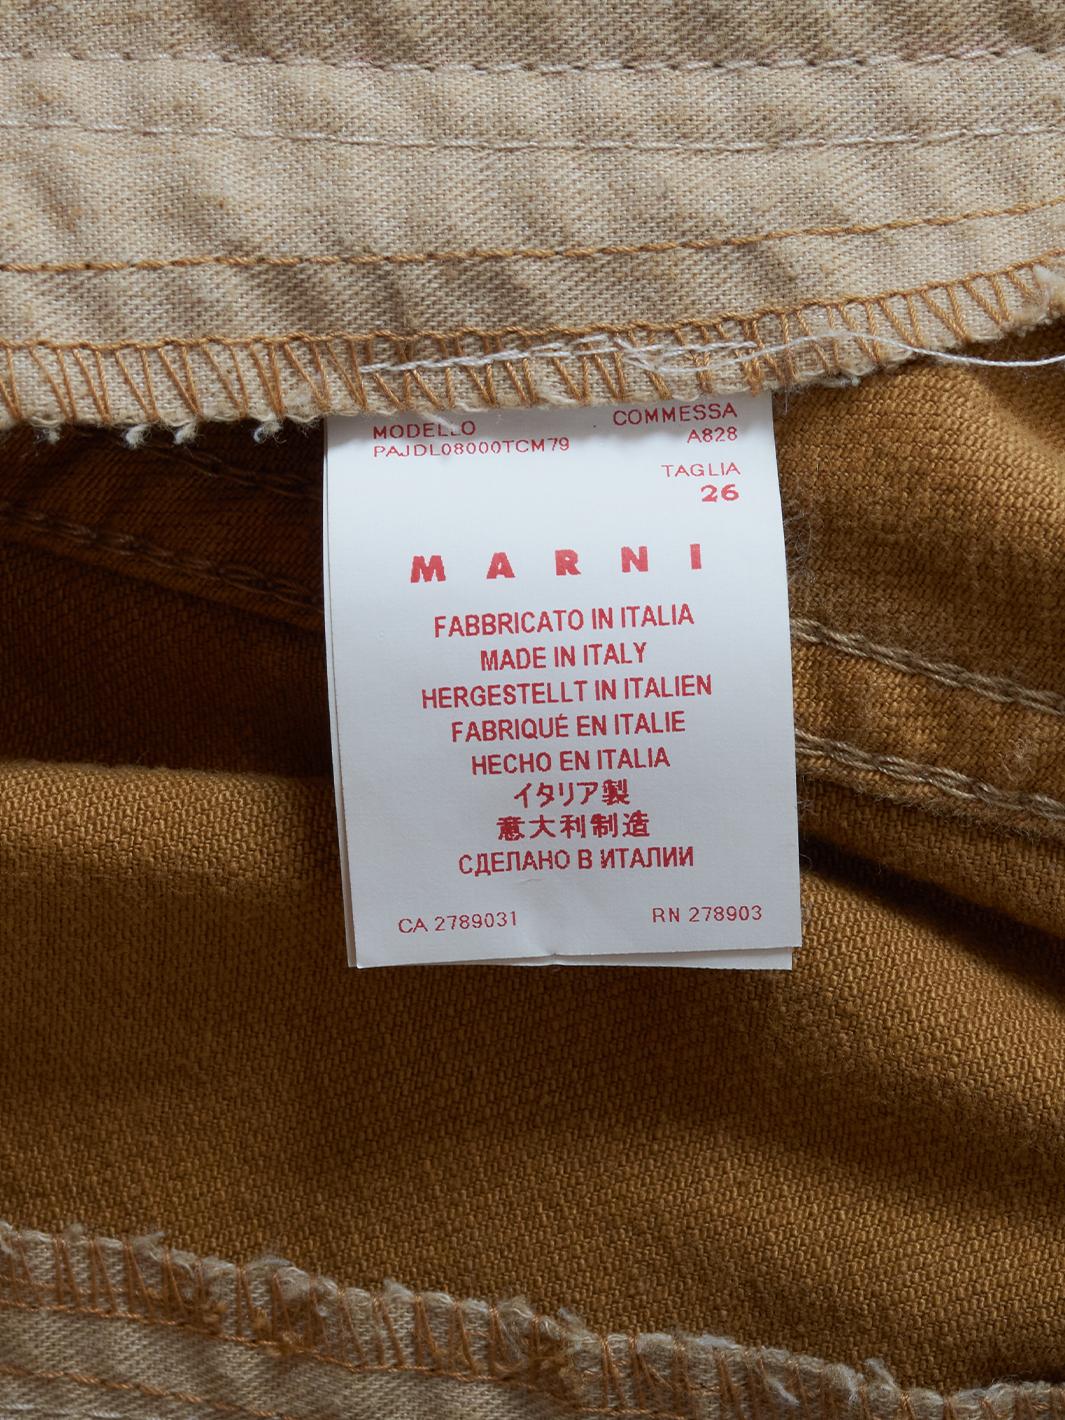 MODELLO COMMESSA
PAJDL08000TCM79 A828
TAGLIA
26
MARNI
FABBRICATO IN ITALIA
MADE IN ITALY
HERGESTELLT IN ITALIEN
FABRIQUÉ EN ITALIE
HECHO EN ITALIA
イタリア製
意大利制造
СДЕЛАНО В ИТАЛИИ
CA 2789031 RN 278903